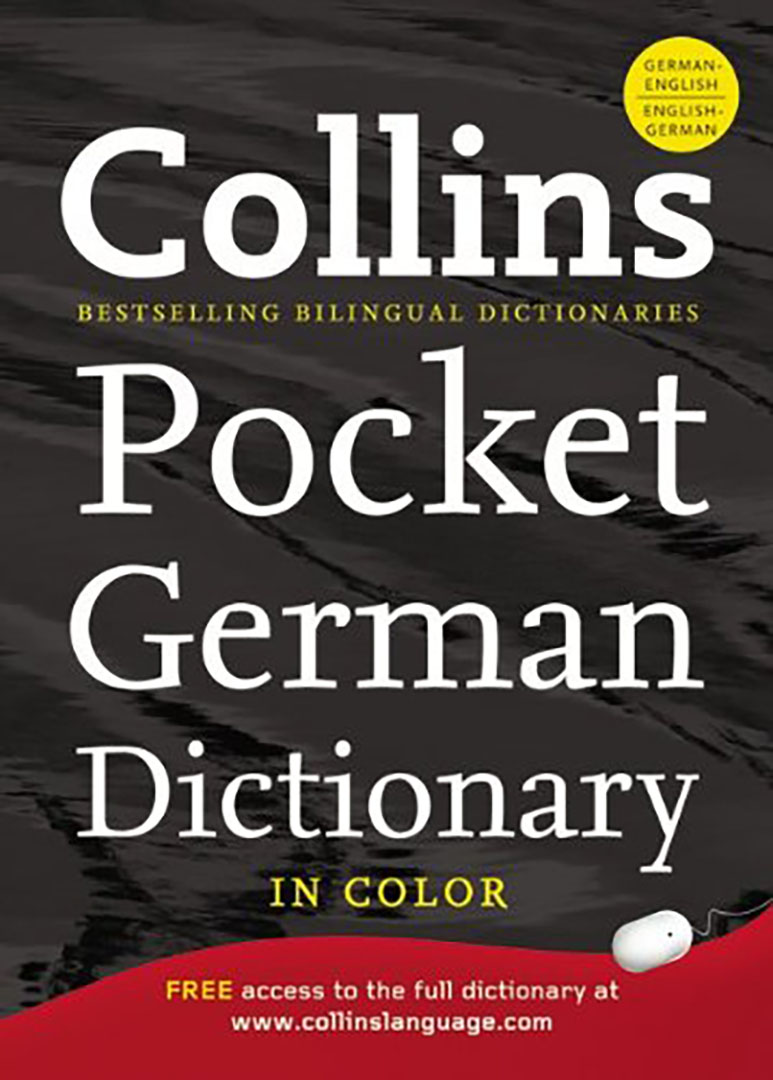 GERMAN-
ENGLISH
ENGLISH-
GERMAN
Collins
BESTSELLING BILINGUAL DICTIONARIES
Pocket
German
Dictionary
IN COLOR
FREE access to the full dictionary at
www.collinslanguage.com